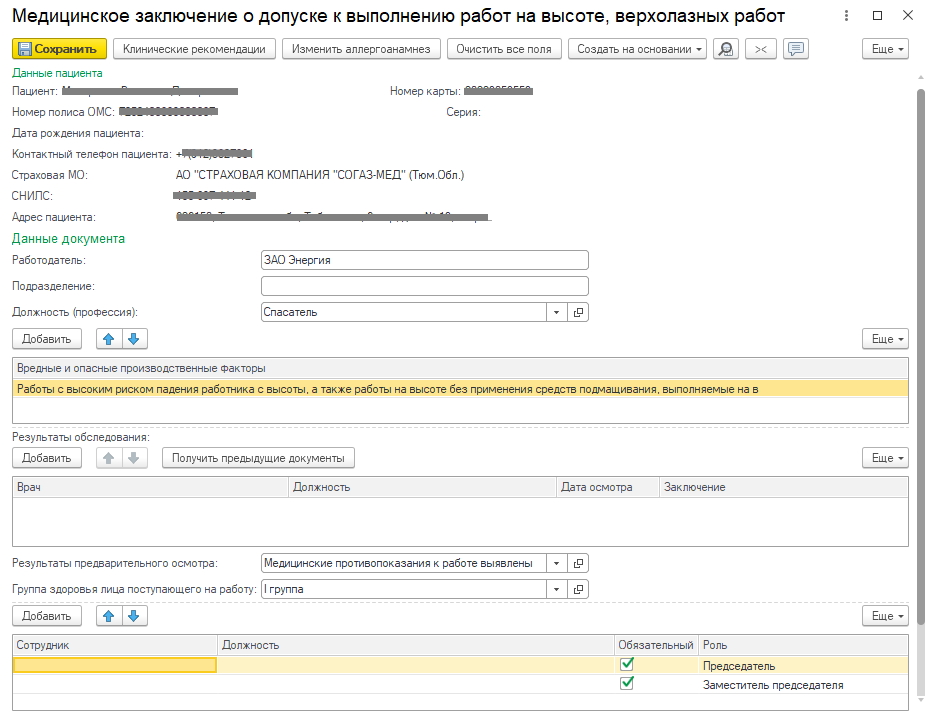 Медицинское заключение о допуске к выполнению работ на высоте, верхолазных работ
Сохранить Клинические рекомендации Изменить аллергоанамнез Очистить все поля Создать на основании >< Еще
Данные пациента
Пациент: Номер карты:
Номер полиса ОМС: Серия:
Дата рождения пациента:
Контактный телефон пациента: +
Страховая МО: АО "СТРАХОВАЯ КОМПАНИЯ "СОГАЗ-МЕД" (Тюм.Обл.)
СНИЛС:
Адрес пациента:
Данные документа
Работодатель: ЗАО Энергия
Подразделение:
Должность (профессия): Спасатель
Добавить Еще
Вредные и опасные производственные факторы
Работы с высоким риском падения работника с высоты, а также работы на высоте без применения средств подмащивания, выполняемые на в
Результаты обследования:
Добавить Получить предыдущие документы Еще
Врач Должность Дата осмотра Заключение
Результаты предварительного осмотра: Медицинские противопоказания к работе выявлены
Группа здоровья лица поступающего на работу: I группа
Добавить Еще
Сотрудник Должность Обязательный Роль
Председатель
Заместитель председателя